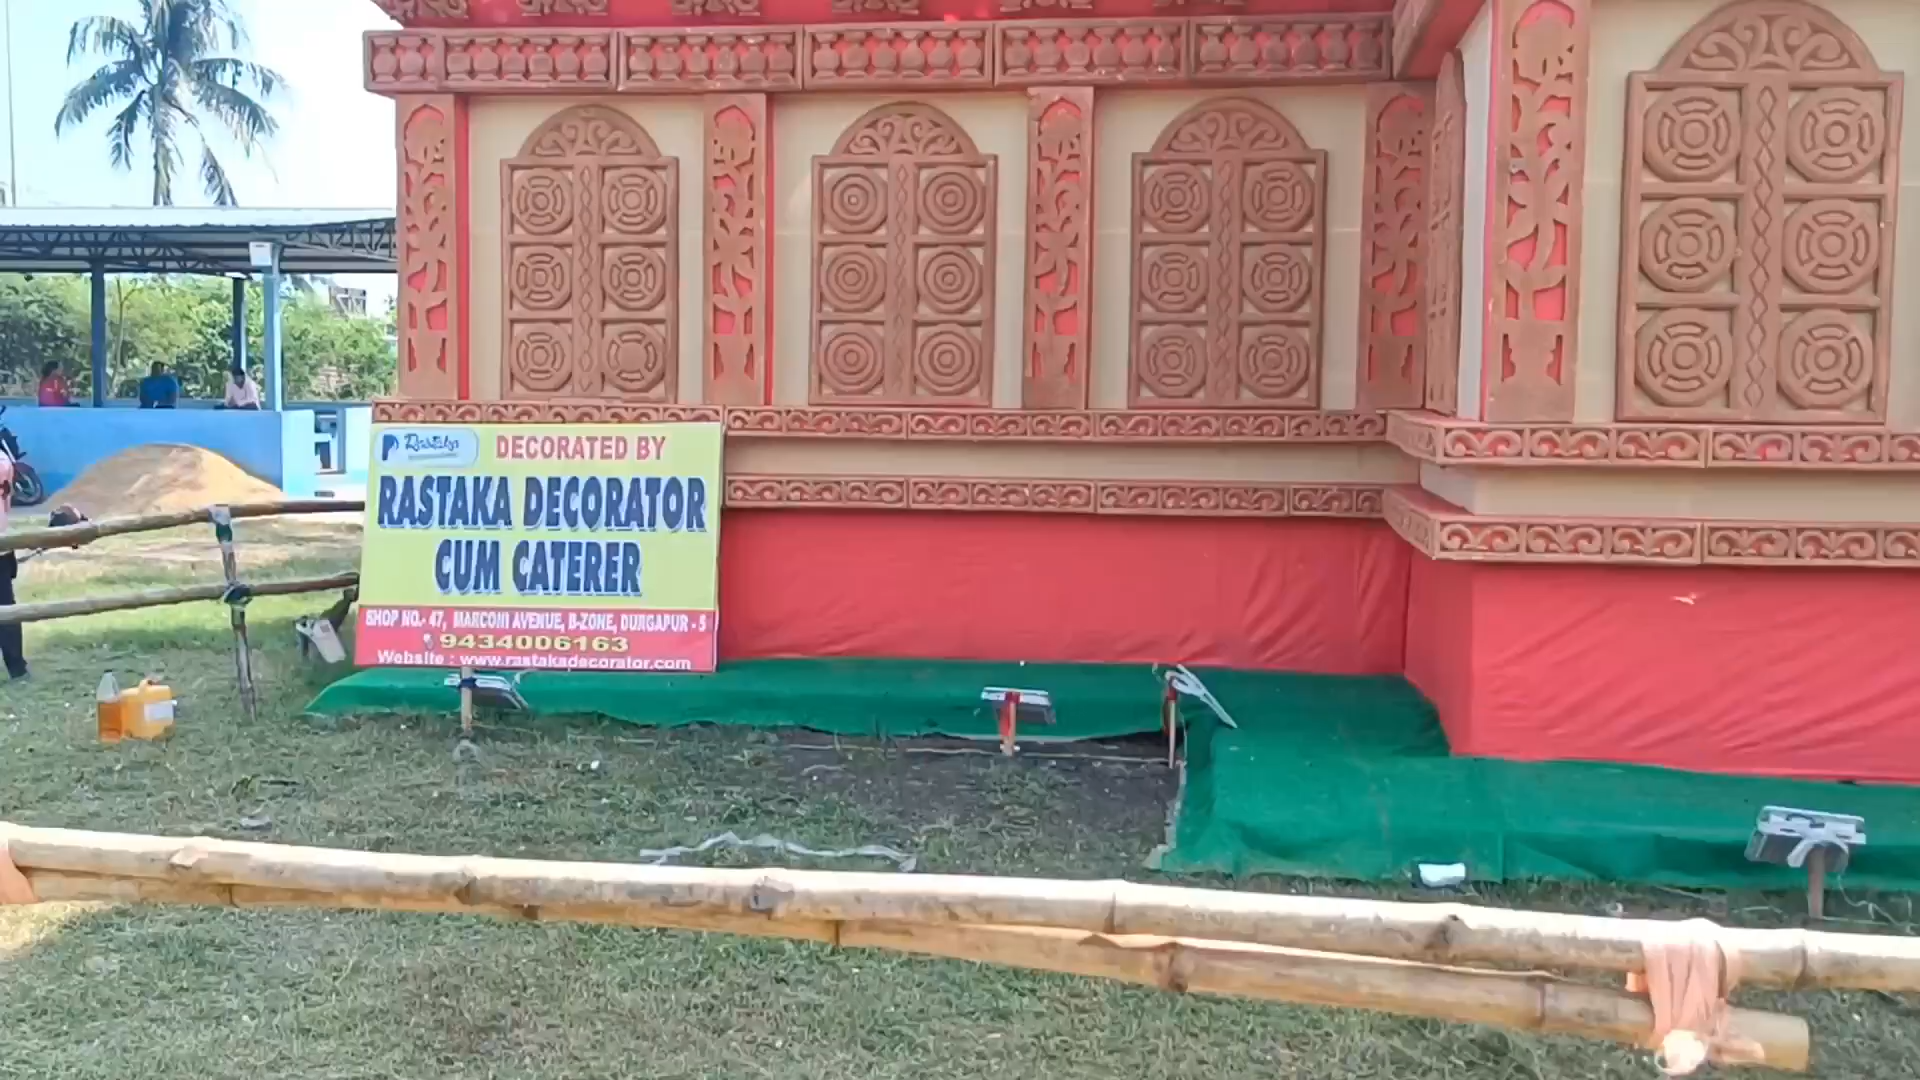 Rastaka
DECORATED BY
RASTAKA DECORATOR
CUM CATERER
SHOP NO.- 47, MARCONI AVENUE, B-ZONE, DURGAPUR - 5
9434006163
Website : www.rastakadecorator.com